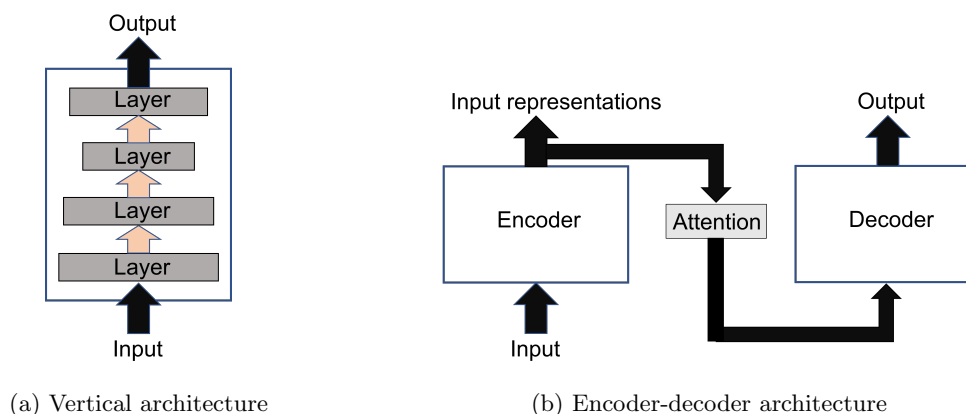 Output
Layer
Layer
Layer
Layer
Input
(a) Vertical architecture
Input representations
Output
Encoder
Attention
Decoder
Input
(b) Encoder-decoder architecture